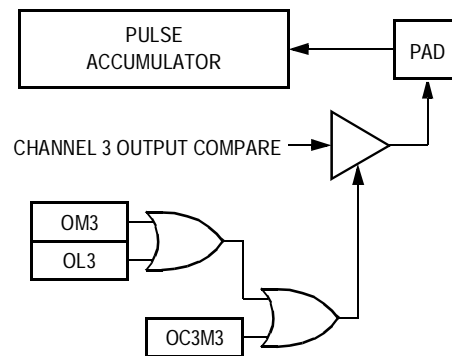 PULSE
ACCUMULATOR
PAD
CHANNEL 3 OUTPUT COMPARE
OM3
OL3
OC3M3